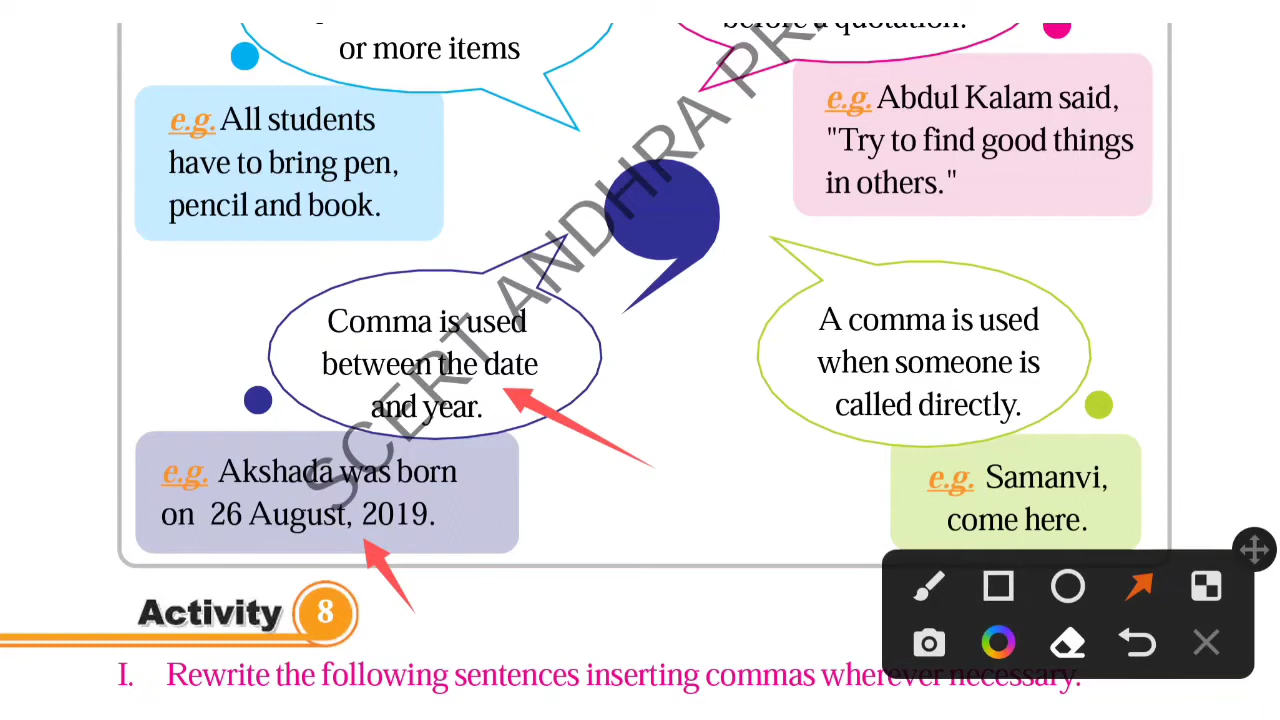 or more items
before a quotation.
e.g. All students
have to bring pen,
pencil and book.
e.g. Abdul Kalam said,
"Try to find good things
in others."
Comma is used
between the date
and year.
A comma is used
when someone is
called directly.
e.g. Akshada was born
on 26 August, 2019.
e.g. Samanvi,
come here.
SCERT ANDHRA PRA
Activity 8
I. Rewrite the following sentences inserting commas wherever necessary.